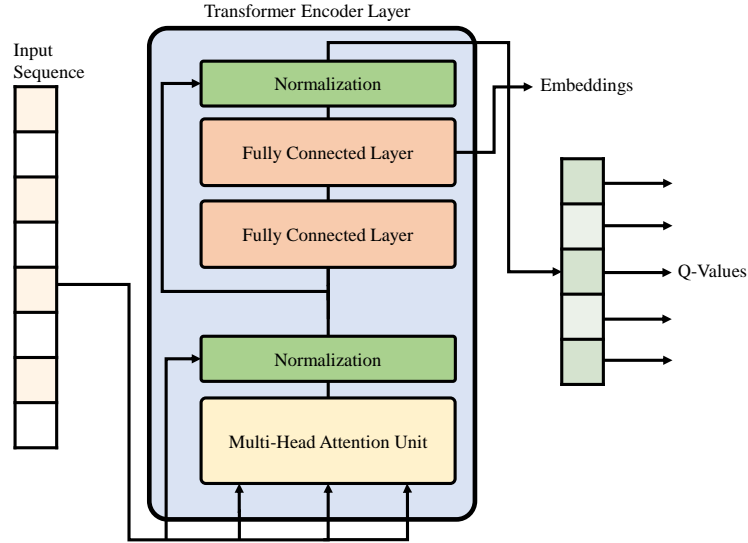 Transformer Encoder Layer
Input
Sequence
Normalization
Embeddings
Fully Connected Layer
Fully Connected Layer
Q-Values
Normalization
Multi-Head Attention Unit